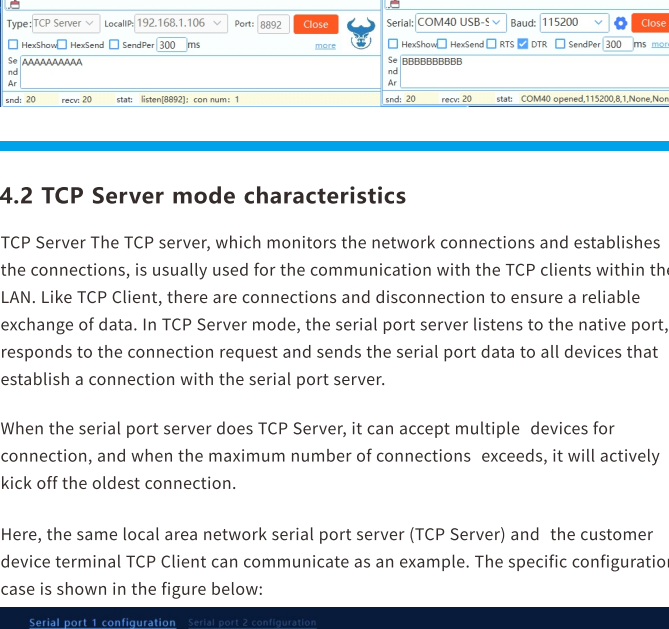 Type: TCP Server LocalIP: 192.168.1.106 Port: 8892 Close
HexShow HexSend SendPer 300 ms more
Se
nd
Ar
AAAAAAAAAA
snd: 20 recv: 20 stat: listen[8892]: con num: 1
Serial: COM40 USB-S Baud: 115200 Close
HexShow HexSend RTS DTR SendPer 300 ms more
Se
nd
Ar
BBBBBBBBBB
snd: 20 recv: 20 stat: COM40 opened,115200,8,1,None,Non
4.2 TCP Server mode characteristics
TCP Server The TCP server, which monitors the network connections and establishes
the connections, is usually used for the communication with the TCP clients within the
LAN. Like TCP Client, there are connections and disconnection to ensure a reliable
exchange of data. In TCP Server mode, the serial port server listens to the native port,
responds to the connection request and sends the serial port data to all devices that
establish a connection with the serial port server.
When the serial port server does TCP Server, it can accept multiple devices for
connection, and when the maximum number of connections exceeds, it will actively
kick off the oldest connection.
Here, the same local area network serial port server (TCP Server) and the customer
device terminal TCP Client can communicate as an example. The specific configuration
case is shown in the figure below:
Serial port 1 configuration Serial port 2 configuration